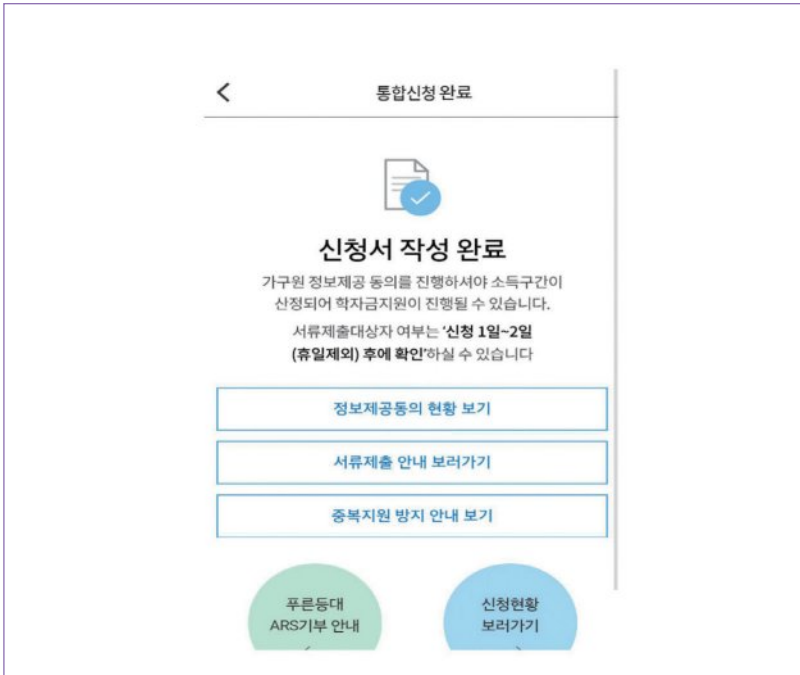 통합신청 완료
신청서 작성 완료
가구원 정보제공 동의를 진행하셔야 소득구간이
산정되어 학자금지원이 진행될 수 있습니다.
서류제출대상자 여부는 '신청 1일~2일
(휴일제외) 후에 확인'하실 수 있습니다
정보제공동의 현황 보기
서류제출 안내 보러가기
중복지원 방지 안내 보기
푸른등대
ARS기부 안내
신청현황
보러가기